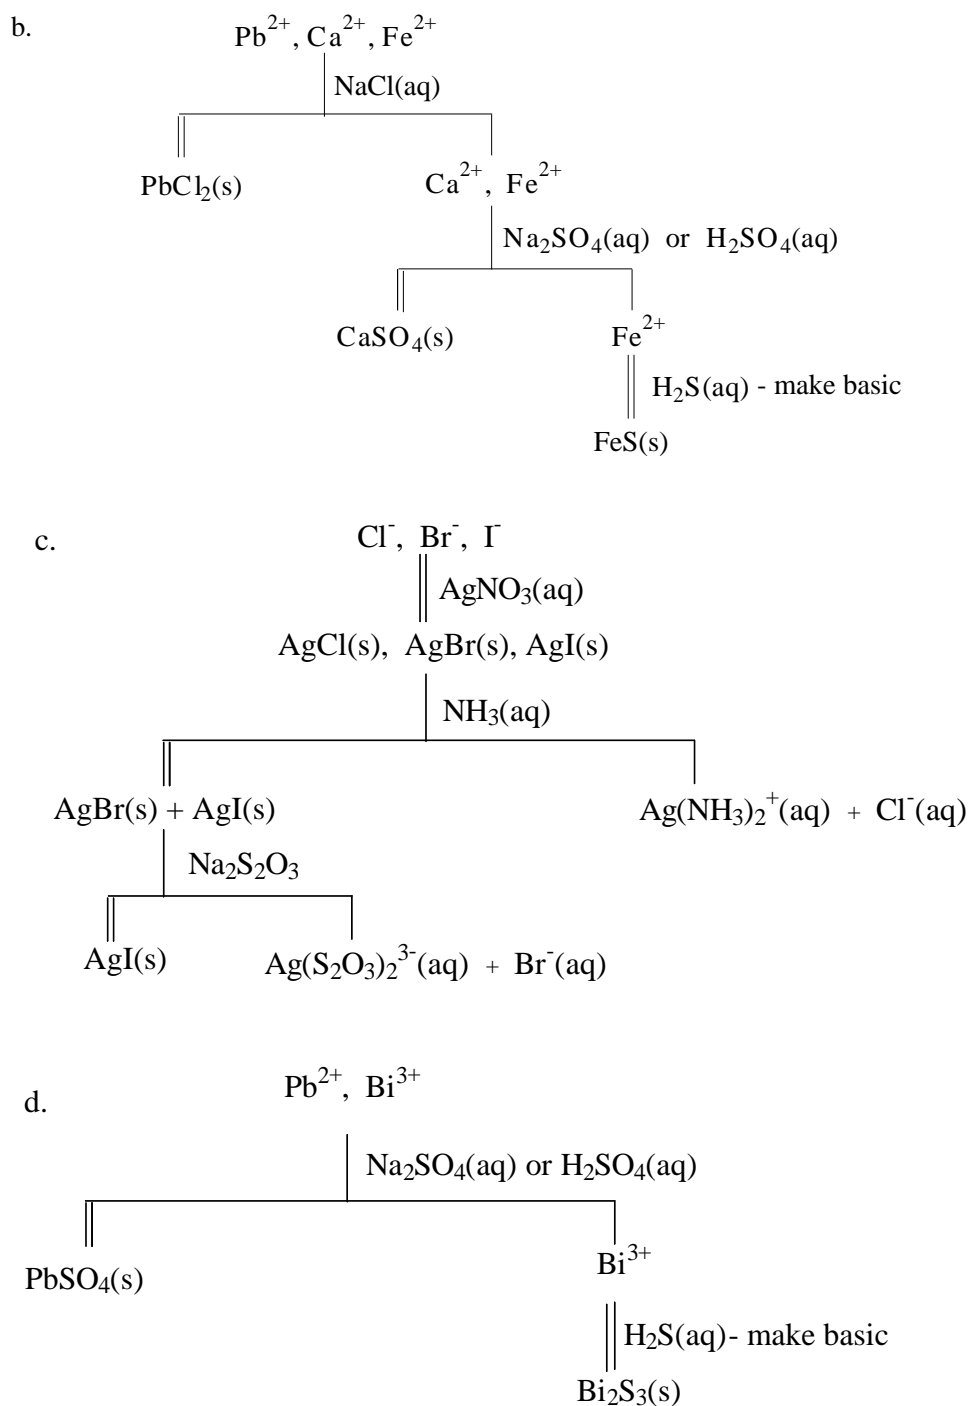 b.
Pb²⁺, Ca²⁺, Fe²⁺
NaCl(aq)
PbCl₂(s)
Ca²⁺, Fe²⁺
Na₂SO₄(aq) or H₂SO₄(aq)
CaSO₄(s)
Fe²⁺
H₂S(aq) - make basic
FeS(s)
c.
Cl⁻, Br⁻, I⁻
AgNO₃(aq)
AgCl(s), AgBr(s), AgI(s)
NH₃(aq)
AgBr(s) + AgI(s)
Ag(NH₃)₂⁺(aq) + Cl⁻(aq)
Na₂S₂O₃
AgI(s)
Ag(S₂O₃)₂³⁻(aq) + Br⁻(aq)
d.
Pb²⁺, Bi³⁺
Na₂SO₄(aq) or H₂SO₄(aq)
PbSO₄(s)
Bi³⁺
H₂S(aq)- make basic
Bi₂S₃(s)